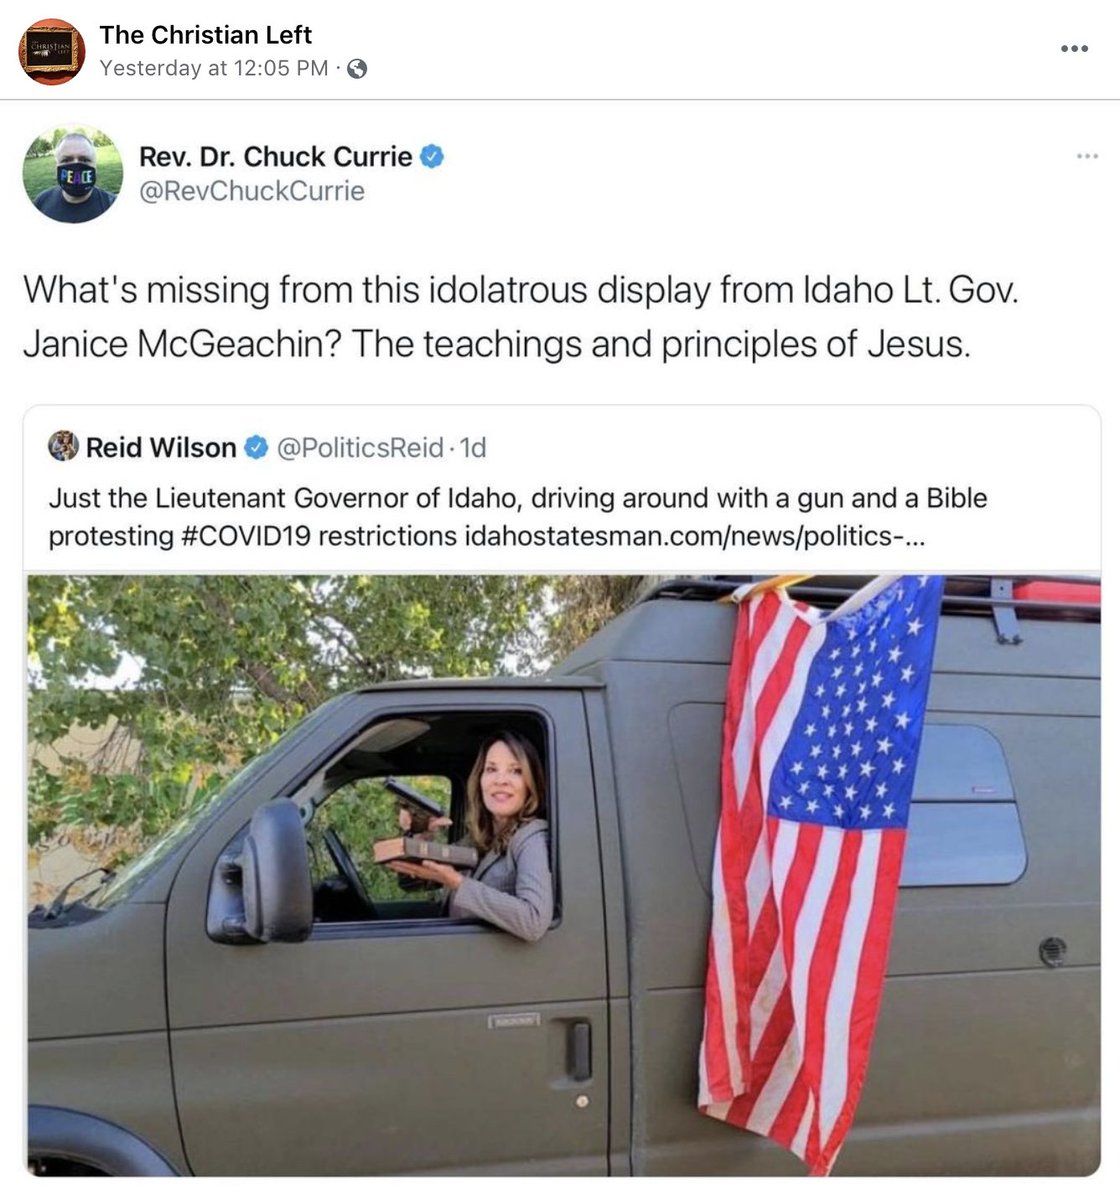 The Christian Left
Yesterday at 12:05 PM ·
CHRISTIAN
LEFT
PEACE
Rev. Dr. Chuck Currie
@RevChuckCurrie
What's missing from this idolatrous display from Idaho Lt. Gov.
Janice McGeachin? The teachings and principles of Jesus.
Reid Wilson @PoliticsReid · 1d
Just the Lieutenant Governor of Idaho, driving around with a gun and a Bible
protesting #COVID19 restrictions idahostatesman.com/news/politics-...